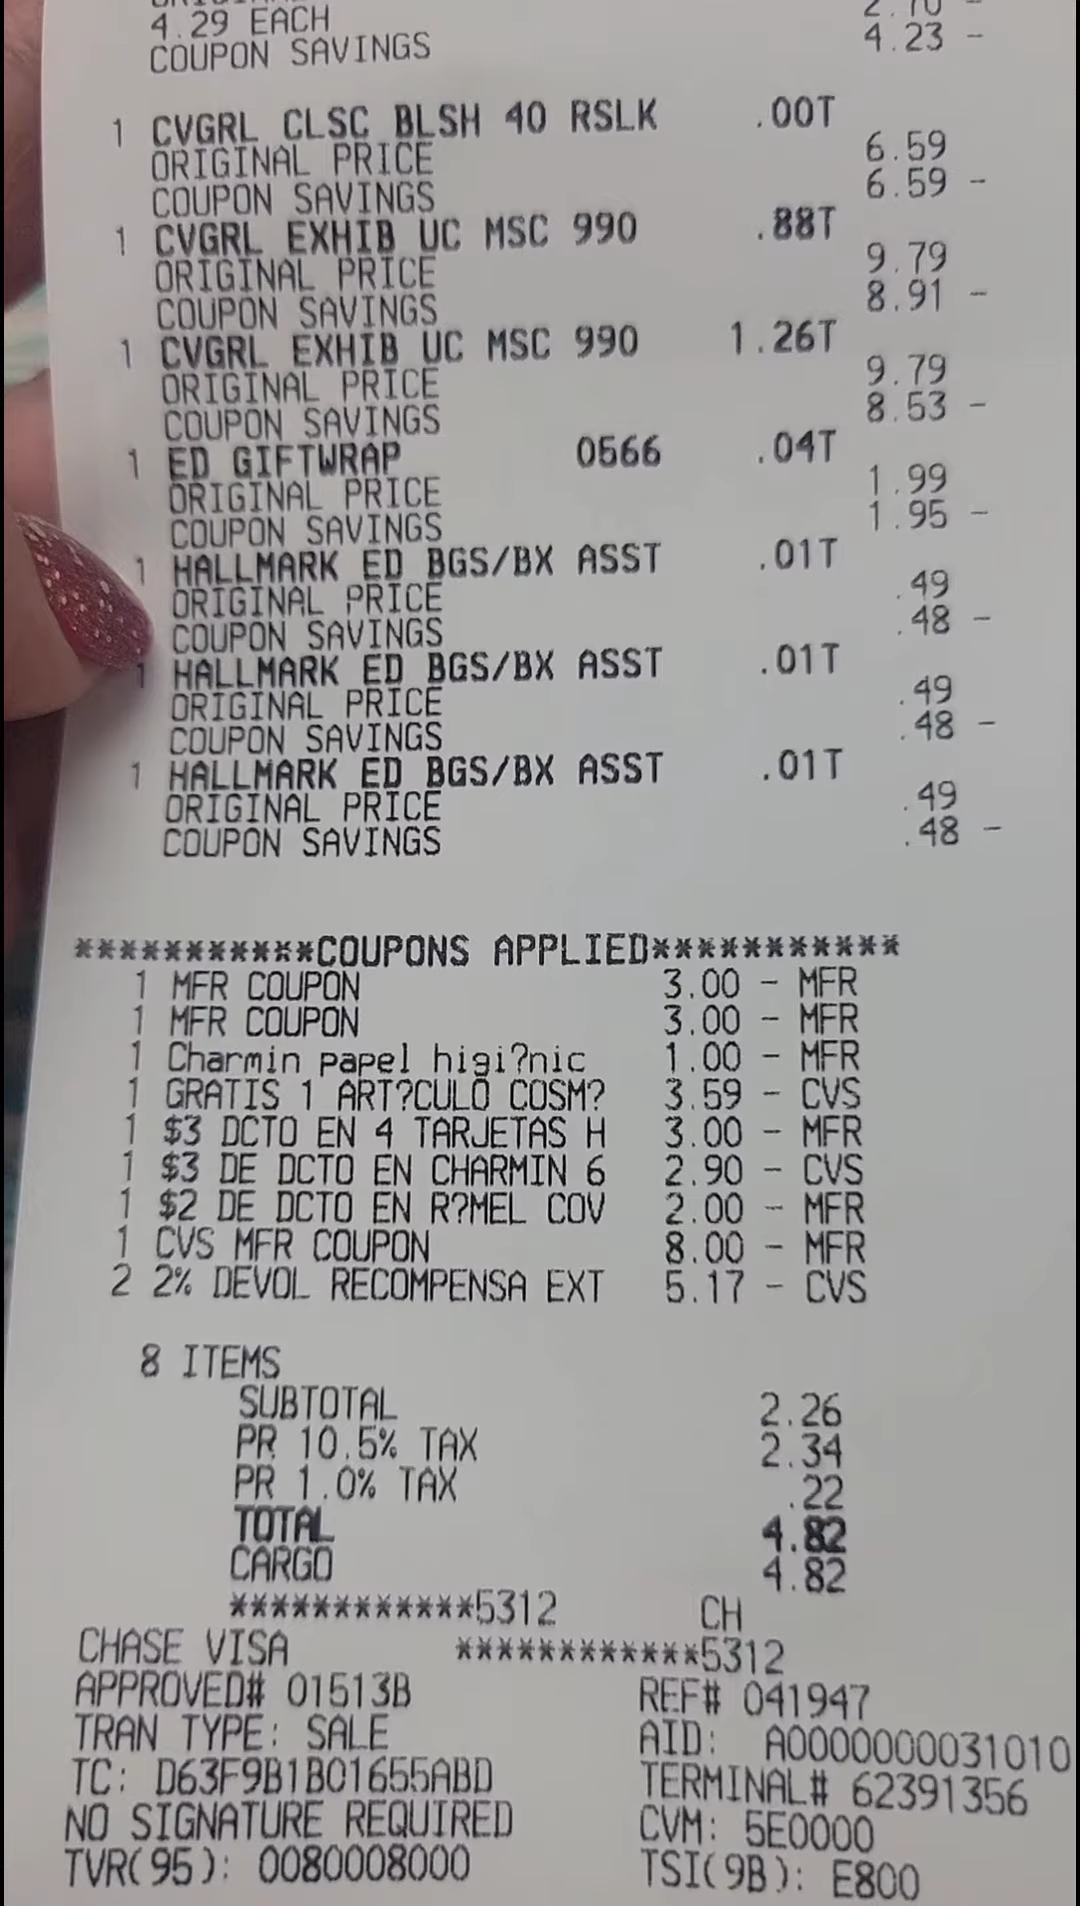 4.29 EACH
COUPON SAVINGS 4.23 -
1 CVGRL CLSC BLSH 40 RSLK .00T
ORIGINAL PRICE 6.59
COUPON SAVINGS 6.59 -
1 CVGRL EXHIB UC MSC 990 .88T
ORIGINAL PRICE 9.79
COUPON SAVINGS 8.91 -
1 CVGRL EXHIB UC MSC 990 1.26T
ORIGINAL PRICE 9.79
COUPON SAVINGS 8.53 -
1 ED GIFTWRAP 0566 .04T
ORIGINAL PRICE 1.99
COUPON SAVINGS 1.95 -
1 HALLMARK ED BGS/BX ASST .01T
ORIGINAL PRICE .49
COUPON SAVINGS .48 -
1 HALLMARK ED BGS/BX ASST .01T
ORIGINAL PRICE .49
COUPON SAVINGS .48 -
1 HALLMARK ED BGS/BX ASST .01T
ORIGINAL PRICE .49
COUPON SAVINGS .48 -
***********COUPONS APPLIED***********
1 MFR COUPON 3.00 - MFR
1 MFR COUPON 3.00 - MFR
1 Charmin papel higi?nic 1.00 - MFR
1 GRATIS 1 ART?CULO COSM? 3.59 - CVS
1 $3 DCTO EN 4 TARJETAS H 3.00 - MFR
1 $3 DE DCTO EN CHARMIN 6 2.90 - CVS
1 $2 DE DCTO EN R?MEL COV 2.00 - MFR
1 CVS MFR COUPON 8.00 - MFR
2 2% DEVOL RECOMPENSA EXT 5.17 - CVS
8 ITEMS
SUBTOTAL 2.26
PR 10.5% TAX 2.34
PR 1.0% TAX .22
TOTAL 4.82
CARGO 4.82
************5312 CH
CHASE VISA ************5312
APPROVED# 01513B REF# 041947
TRAN TYPE: SALE AID: A0000000031010
TC: D63F9B1B01655ABD TERMINAL# 62391356
NO SIGNATURE REQUIRED CVM: 5E0000
TVR(95): 0080008000 TSI(9B): E800